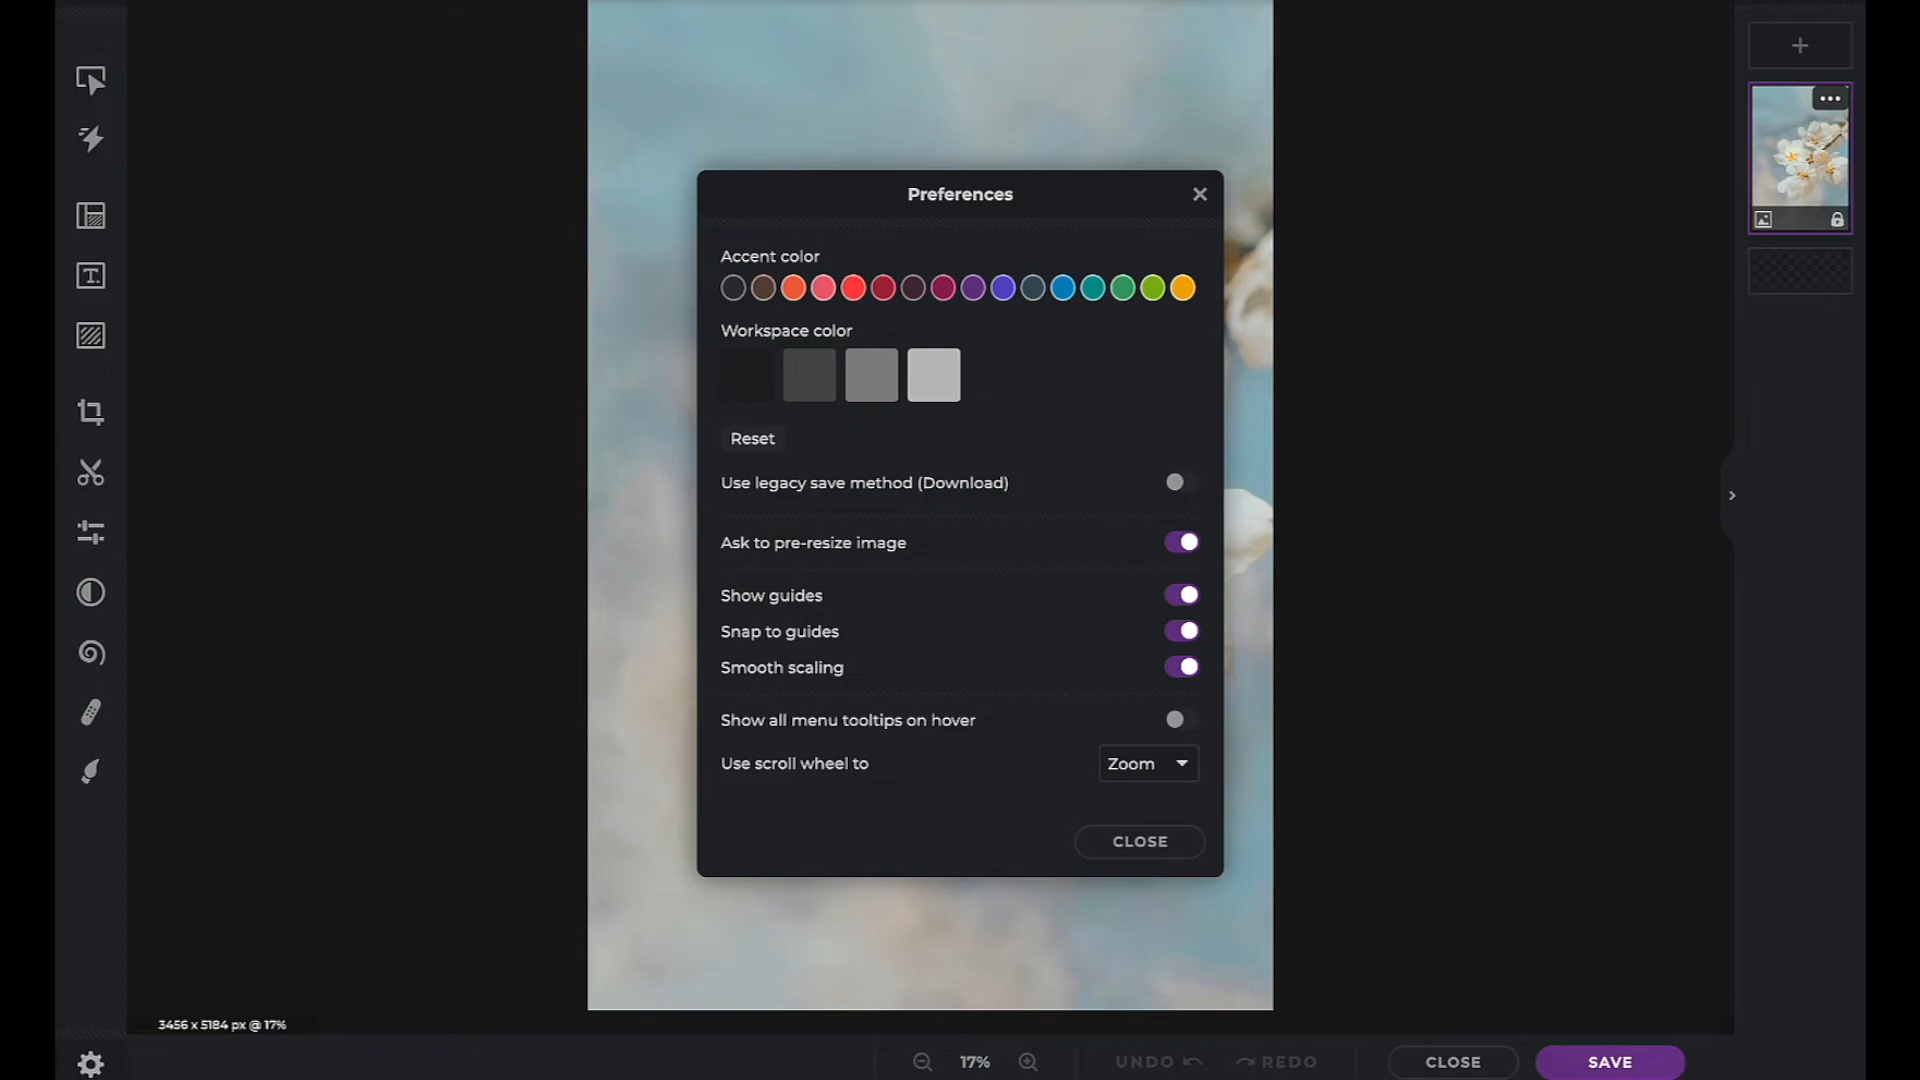 Preferences
Accent color
Workspace color
Reset
Use legacy save method (Download)
Ask to pre-resize image
Show guides
Snap to guides
Smooth scaling
Show all menu tooltips on hover
Use scroll wheel to
Zoom
CLOSE
3456 x 5184 px @ 17%
17%
UNDO
REDO
CLOSE
SAVE